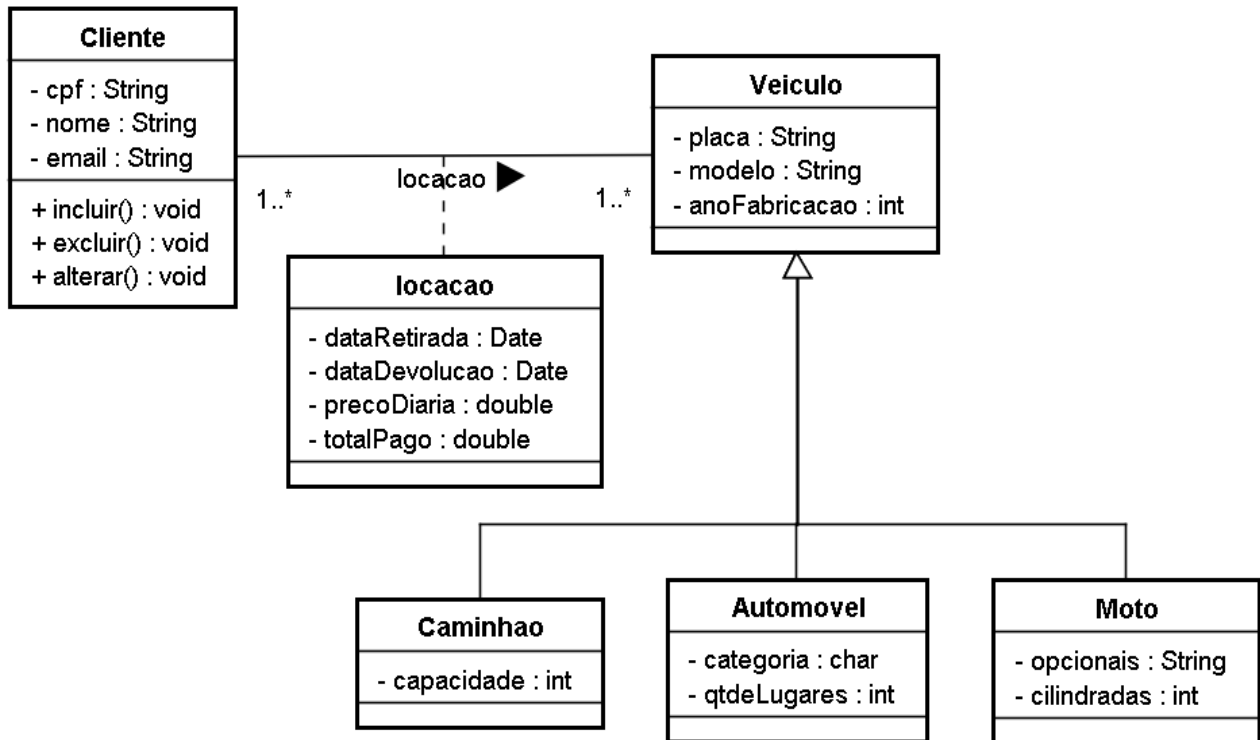 Cliente
- cpf : String
- nome : String
- email : String
+ incluir() : void
+ excluir() : void
+ alterar() : void
1..*
locacao
1..*
Veiculo
- placa : String
- modelo : String
- anoFabricacao : int
locacao
- dataRetirada : Date
- dataDevolucao : Date
- precoDiaria : double
- totalPago : double
Caminhao
- capacidade : int
Automovel
- categoria : char
- qtdeLugares : int
Moto
- opcionais : String
- cilindradas : int